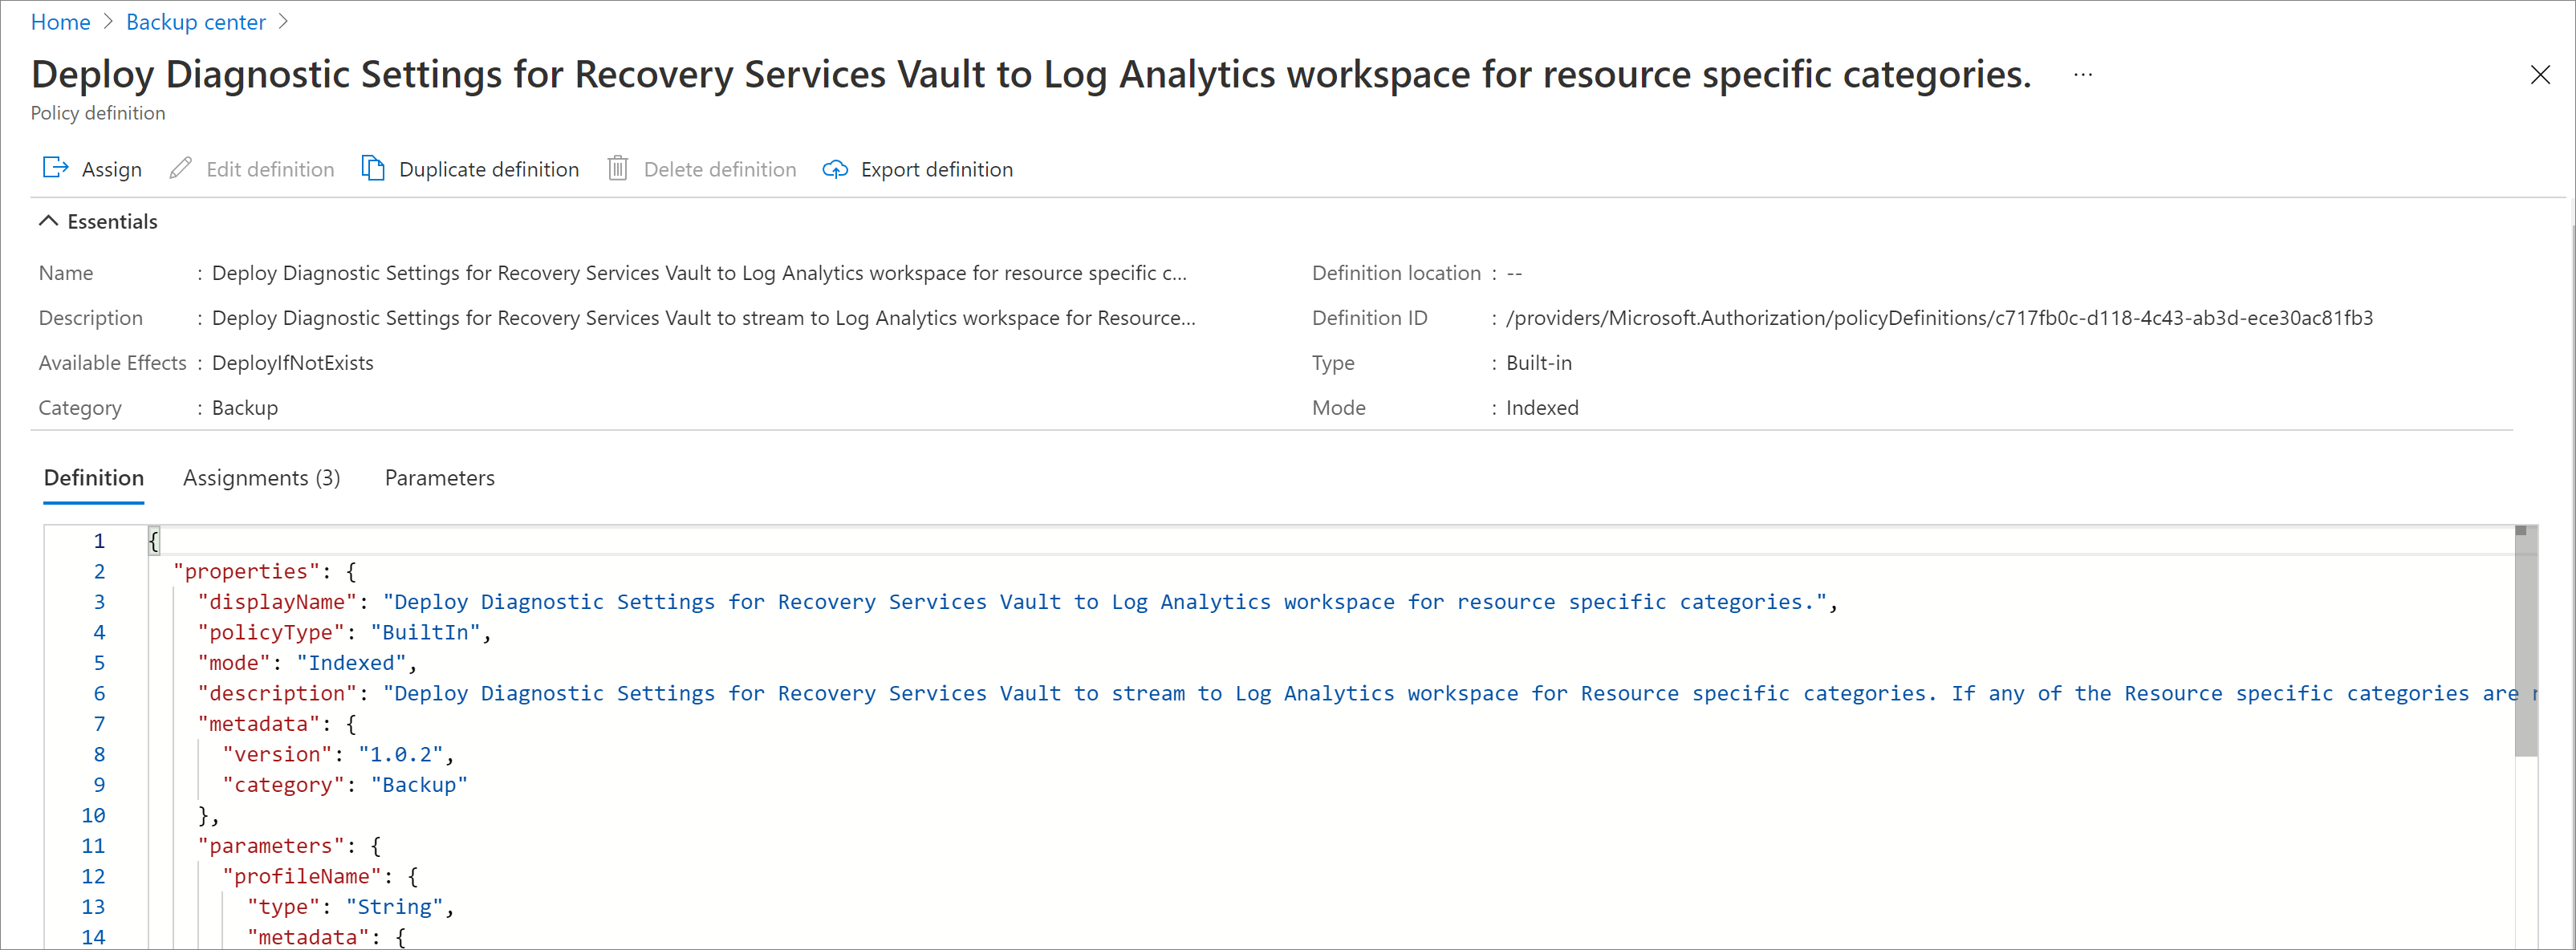 Home > Backup center >
Deploy Diagnostic Settings for Recovery Services Vault to Log Analytics workspace for resource specific categories. ...
Policy definition
Assign Edit definition Duplicate definition Delete definition Export definition
Essentials
Name : Deploy Diagnostic Settings for Recovery Services Vault to Log Analytics workspace for resource specific c...
Definition location : --
Description : Deploy Diagnostic Settings for Recovery Services Vault to stream to Log Analytics workspace for Resource...
Definition ID : /providers/Microsoft.Authorization/policyDefinitions/c717fb0c-d118-4c43-ab3d-ece30ac81fb3
Available Effects : DeployIfNotExists
Type : Built-in
Category : Backup
Mode : Indexed
Definition Assignments (3) Parameters
1 {
2 "properties": {
3 "displayName": "Deploy Diagnostic Settings for Recovery Services Vault to Log Analytics workspace for resource specific categories.",
4 "policyType": "BuiltIn",
5 "mode": "Indexed",
6 "description": "Deploy Diagnostic Settings for Recovery Services Vault to stream to Log Analytics workspace for Resource specific categories. If any of the Resource specific categories are
7 "metadata": {
8 "version": "1.0.2",
9 "category": "Backup"
10 },
11 "parameters": {
12 "profileName": {
13 "type": "String",
14 "metadata": {